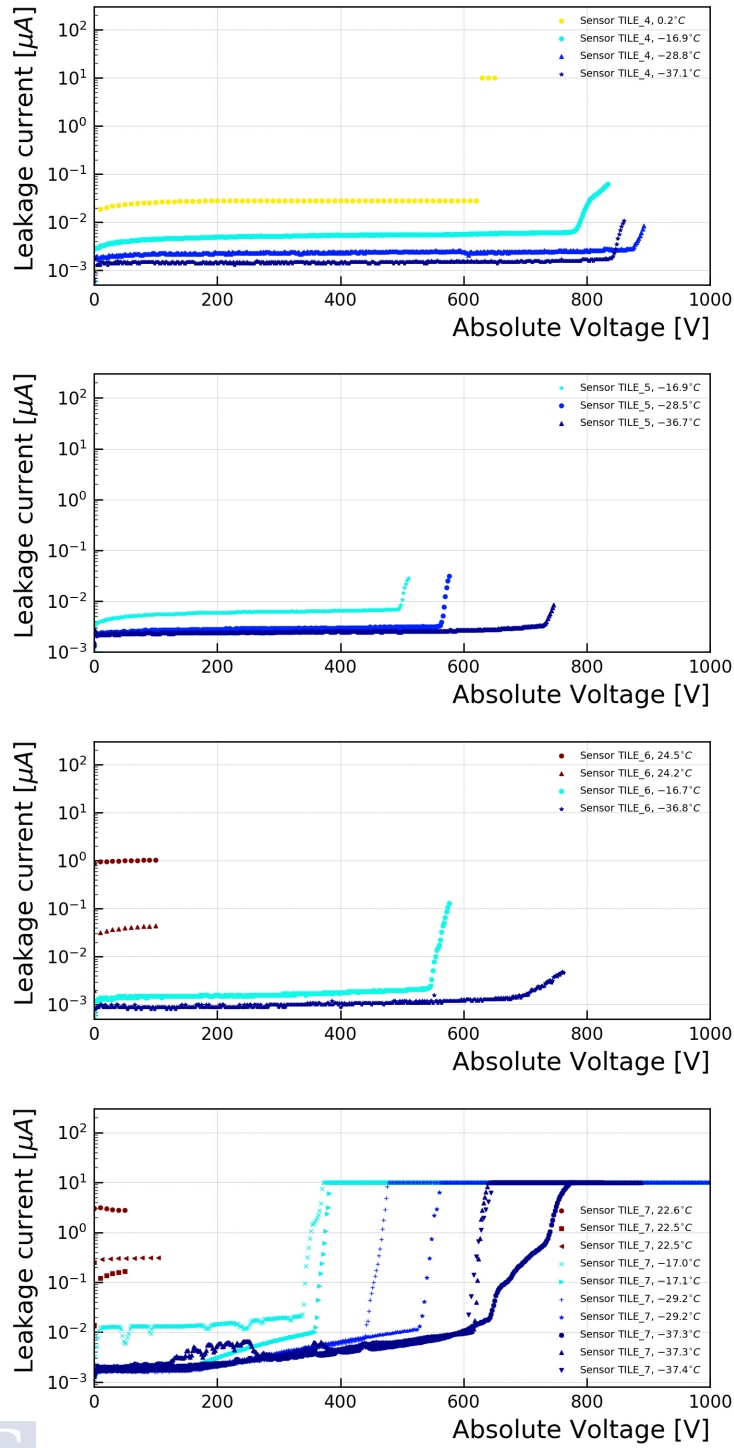 Leakage current [μA]
10²
10¹
10⁰
10⁻¹
10⁻²
10⁻³
Sensor TILE_4, 0.2°C
Sensor TILE_4, −16.9°C
Sensor TILE_4, −28.8°C
Sensor TILE_4, −37.1°C
0 200 400 600 800 1000
Absolute Voltage [V]
Leakage current [μA]
10²
10¹
10⁰
10⁻¹
10⁻²
10⁻³
Sensor TILE_5, −16.9°C
Sensor TILE_5, −28.5°C
Sensor TILE_5, −36.7°C
0 200 400 600 800 1000
Absolute Voltage [V]
Leakage current [μA]
10²
10¹
10⁰
10⁻¹
10⁻²
10⁻³
Sensor TILE_6, 24.5°C
Sensor TILE_6, 24.2°C
Sensor TILE_6, −16.7°C
Sensor TILE_6, −36.8°C
0 200 400 600 800 1000
Absolute Voltage [V]
Leakage current [μA]
10²
10¹
10⁰
10⁻¹
10⁻²
10⁻³
Sensor TILE_7, 22.6°C
Sensor TILE_7, 22.5°C
Sensor TILE_7, 22.5°C
Sensor TILE_7, −17.0°C
Sensor TILE_7, −17.1°C
Sensor TILE_7, −29.2°C
Sensor TILE_7, −29.2°C
Sensor TILE_7, −37.3°C
Sensor TILE_7, −37.3°C
Sensor TILE_7, −37.4°C
0 200 400 600 800 1000
Absolute Voltage [V]